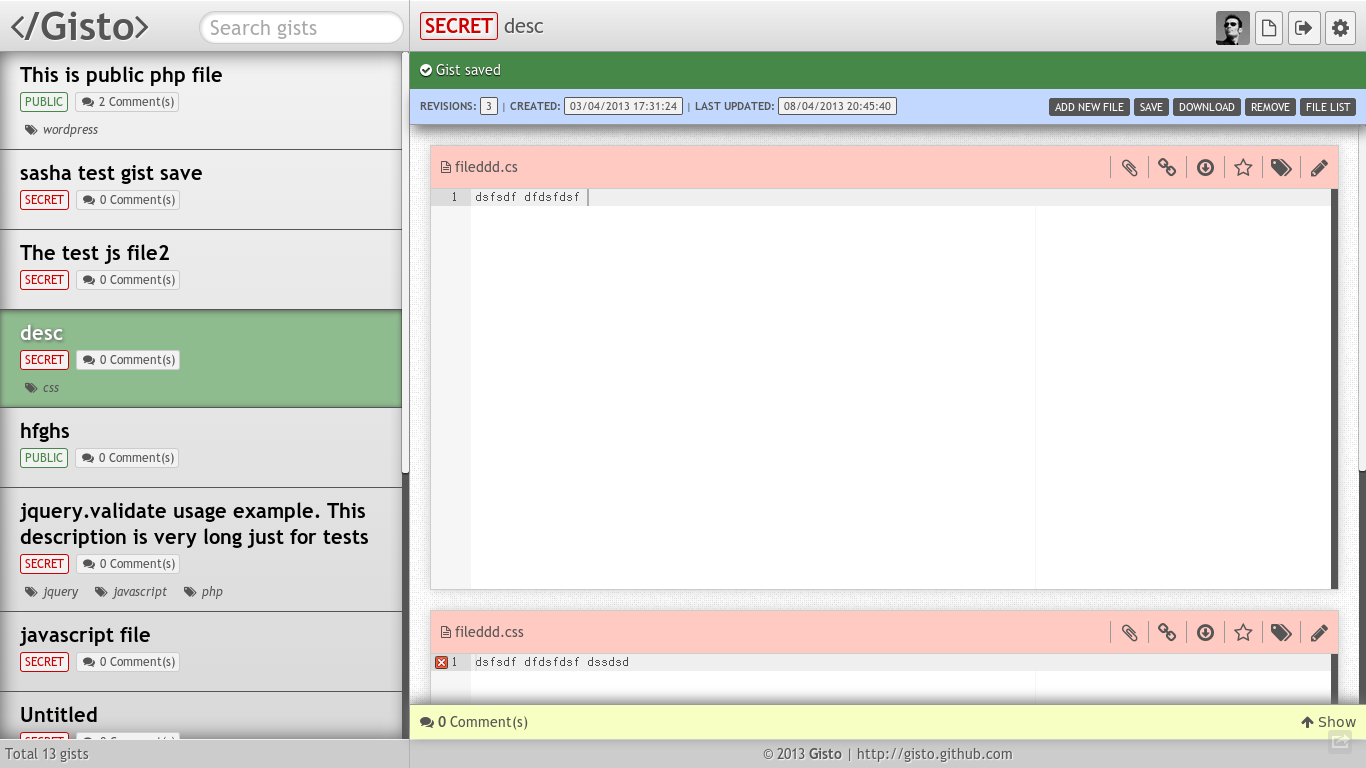 </Gisto>
Search gists
This is public php file
PUBLIC 2 Comment(s)
wordpress
sasha test gist save
SECRET 0 Comment(s)
The test js file2
SECRET 0 Comment(s)
desc
SECRET 0 Comment(s)
css
hfghs
PUBLIC 0 Comment(s)
jquery.validate usage example. This
description is very long just for tests
SECRET 0 Comment(s)
jquery javascript php
javascript file
SECRET 0 Comment(s)
Untitled
SECRET 0 Comment(s)
Total 13 gists
SECRET desc
Gist saved
REVISIONS: 3 | CREATED: 03/04/2013 17:31:24 | LAST UPDATED: 08/04/2013 20:45:40 ADD NEW FILE SAVE DOWNLOAD REMOVE FILE LIST
fileddd.cs
1 dsfsdf dfdsfdsf
fileddd.css
1 dsfsdf dfdsfdsf dssdsd
0 Comment(s) Show
© 2013 Gisto | http://gisto.github.com